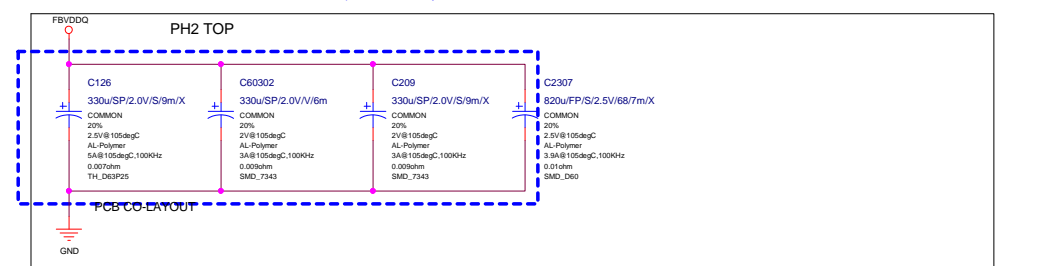 FBVDDQ
PH2 TOP
C126
330u/SP/2.0V/S/9m/X
COMMON
20%
2.5V@105degC
AL-Polymer
5A@105degC,100KHz
0.007ohm
TH_D63P25
C60302
330u/SP/2.0V/V/6m
COMMON
20%
2V@105degC
AL-Polymer
3A@105degC,100KHz
0.009ohm
SMD_7343
C209
330u/SP/2.0V/S/9m/X
COMMON
20%
2V@105degC
AL-Polymer
3A@105degC,100KHz
0.009ohm
SMD_7343
C2307
820u/FP/S/2.5V/68/7m/X
COMMON
20%
2.5V@105degC
AL-Polymer
3.9A@105degC,100KHz
0.01ohm
SMD_D60
PCB CO-LAYOUT
GND